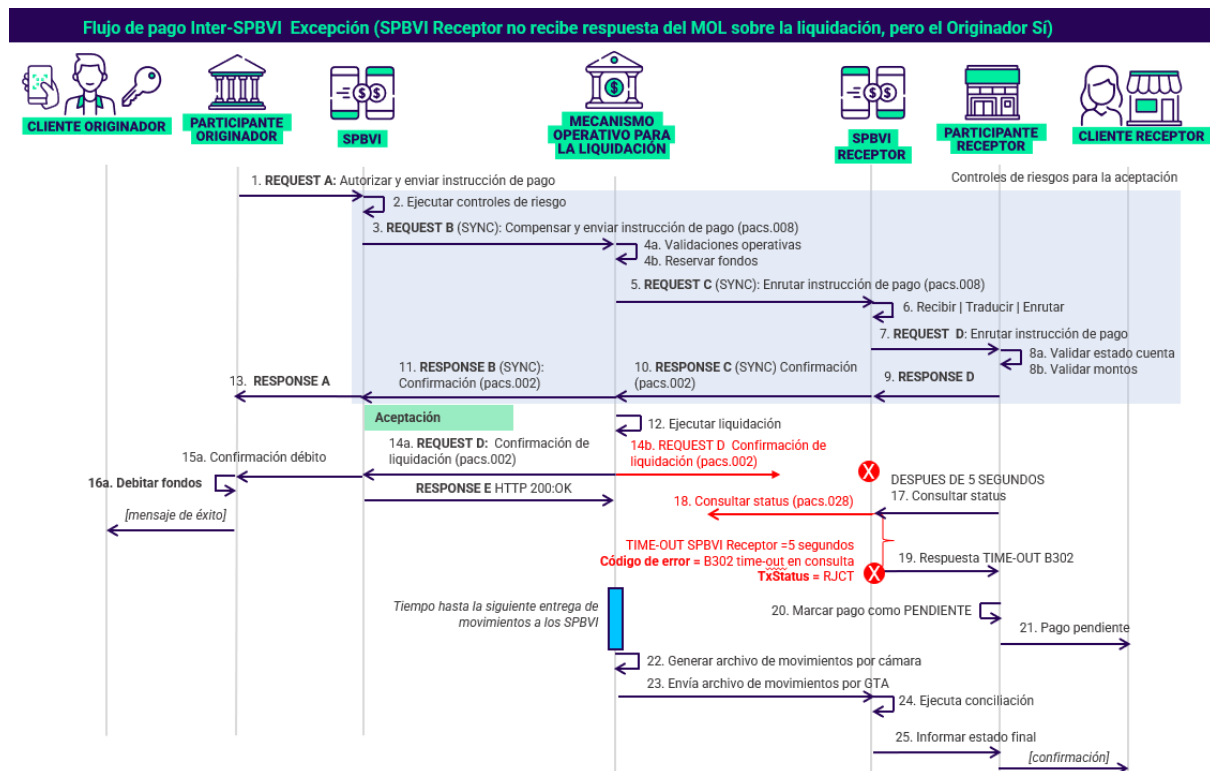 Flujo de pago Inter-SPBVI Excepción (SPBVI Receptor no recibe respuesta del MOL sobre la liquidación, pero el Originador Sí)
CLIENTE ORIGINADOR
PARTICIPANTE
ORIGINADOR
SPBVI
MECANISMO
OPERATIVO PARA
LA LIQUIDACIÓN
SPBVI
RECEPTOR
PARTICIPANTE
RECEPTOR
CLIENTE RECEPTOR
Controles de riesgos para la aceptación
1. REQUEST A: Autorizar y enviar instrucción de pago
2. Ejecutar controles de riesgo
3. REQUEST B (SYNC): Compensar y enviar instrucción de pago (pacs.008)
4a. Validaciones operativas
4b. Reservar fondos
5. REQUEST C (SYNC): Enrutar instrucción de pago (pacs.008)
6. Recibir | Traducir | Enrutar
7. REQUEST D: Enrutar instrucción de pago
8a. Validar estado cuenta
8b. Validar montos
9. RESPONSE D
10. RESPONSE C (SYNC) Confirmación
(pacs.002)
11. RESPONSE B (SYNC):
Confirmación (pacs.002)
13. RESPONSE A
Aceptación
12. Ejecutar liquidación
14a. REQUEST D: Confirmación de
liquidación (pacs.002)
14b. REQUEST D Confirmación de
liquidación (pacs.002)
X
15a. Confirmación débito
16a. Debitar fondos
RESPONSE E HTTP 200:OK
[mensaje de éxito]
DESPUES DE 5 SEGUNDOS
17. Consultar status
18. Consultar status (pacs.028)
TIME-OUT SPBVI Receptor =5 segundos
Código de error = B302 time-out en consulta
TxStatus = RJCT
X
19. Respuesta TIME-OUT B302
Tiempo hasta la siguiente entrega de
movimientos a los SPBVI
20. Marcar pago como PENDIENTE
21. Pago pendiente
22. Generar archivo de movimientos por cámara
23. Envía archivo de movimientos por GTA
24. Ejecuta conciliación
25. Informar estado final
[confirmación]